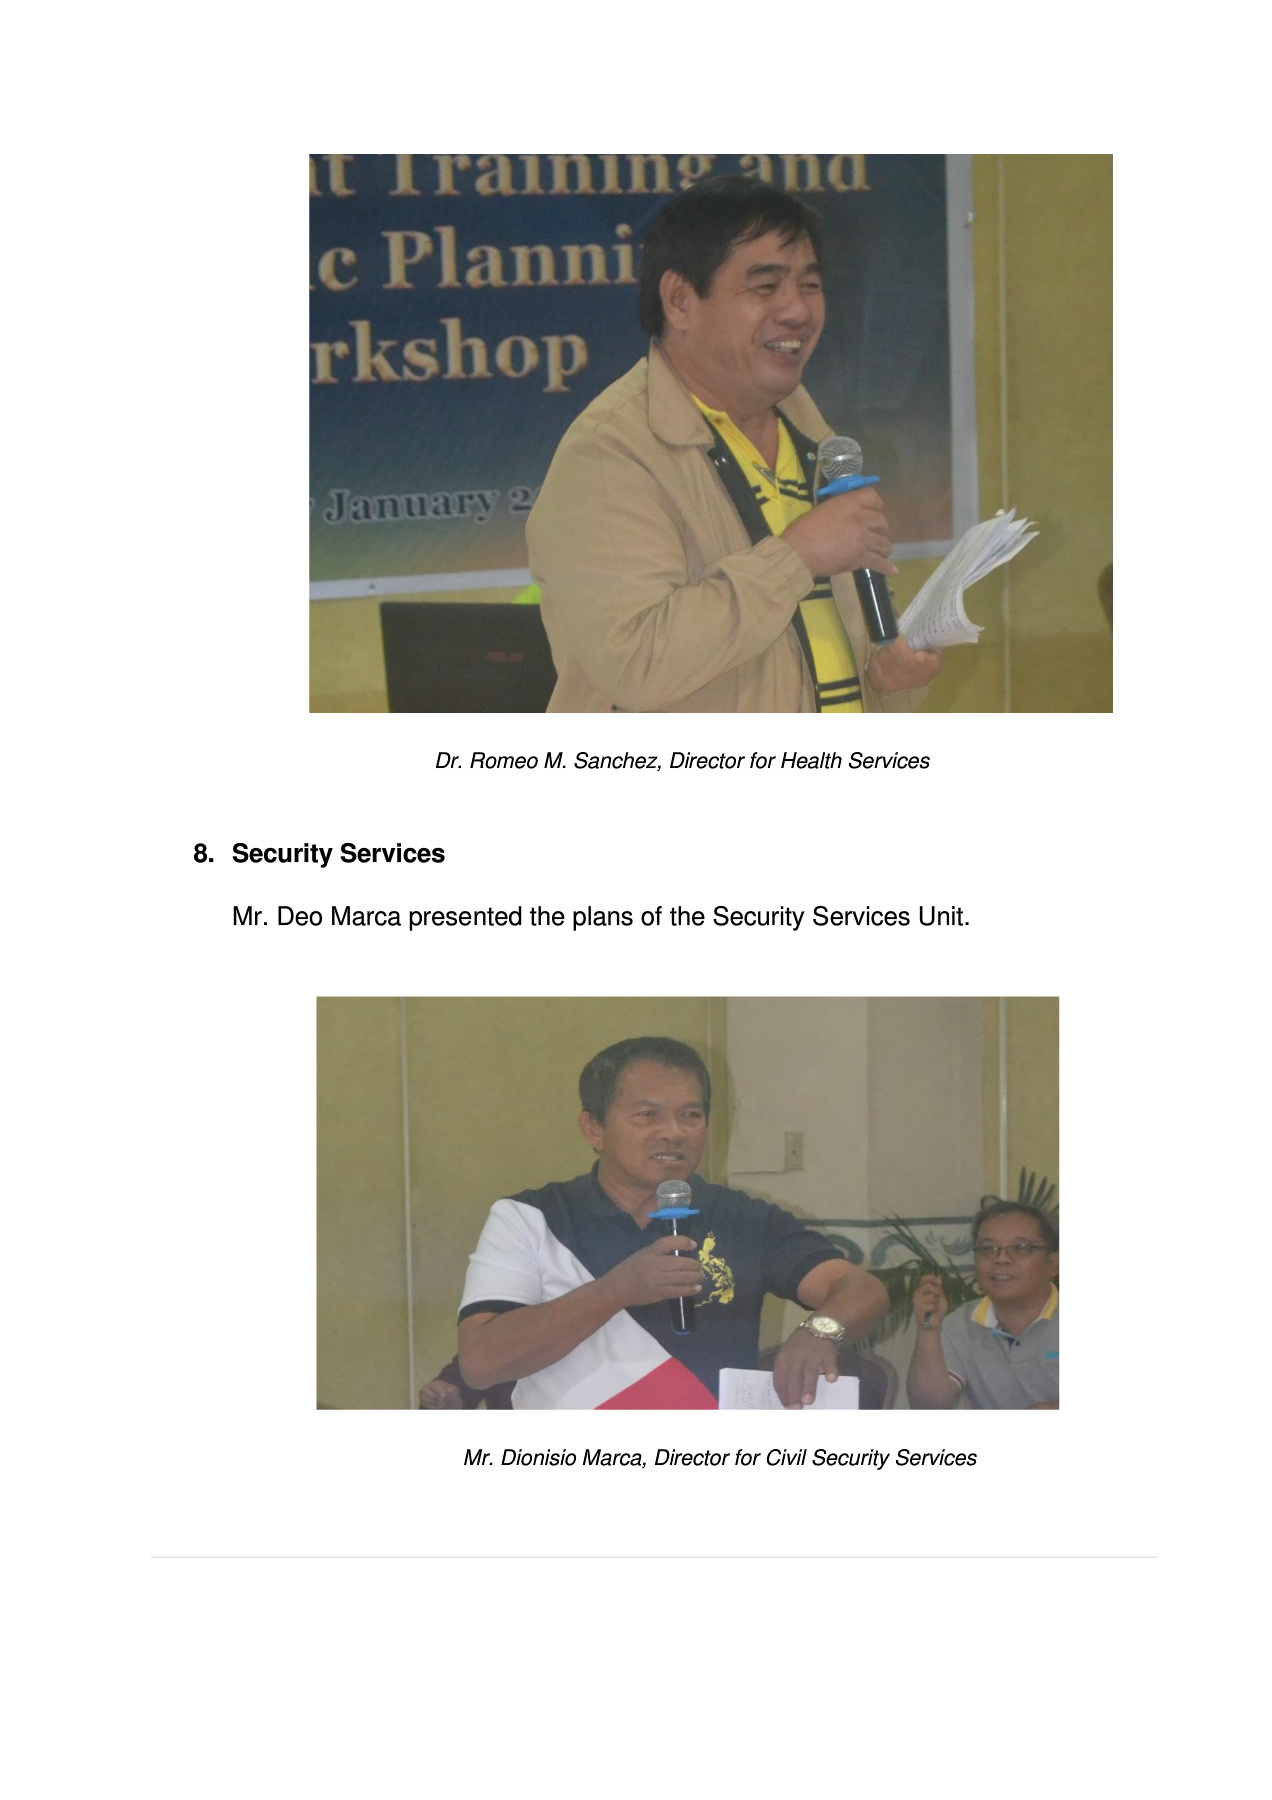 t Training and
c Planni
rkshop
January 2
Dr. Romeo M. Sanchez, Director for Health Services
8. Security Services
Mr. Deo Marca presented the plans of the Security Services Unit.
Mr. Dionisio Marca, Director for Civil Security Services